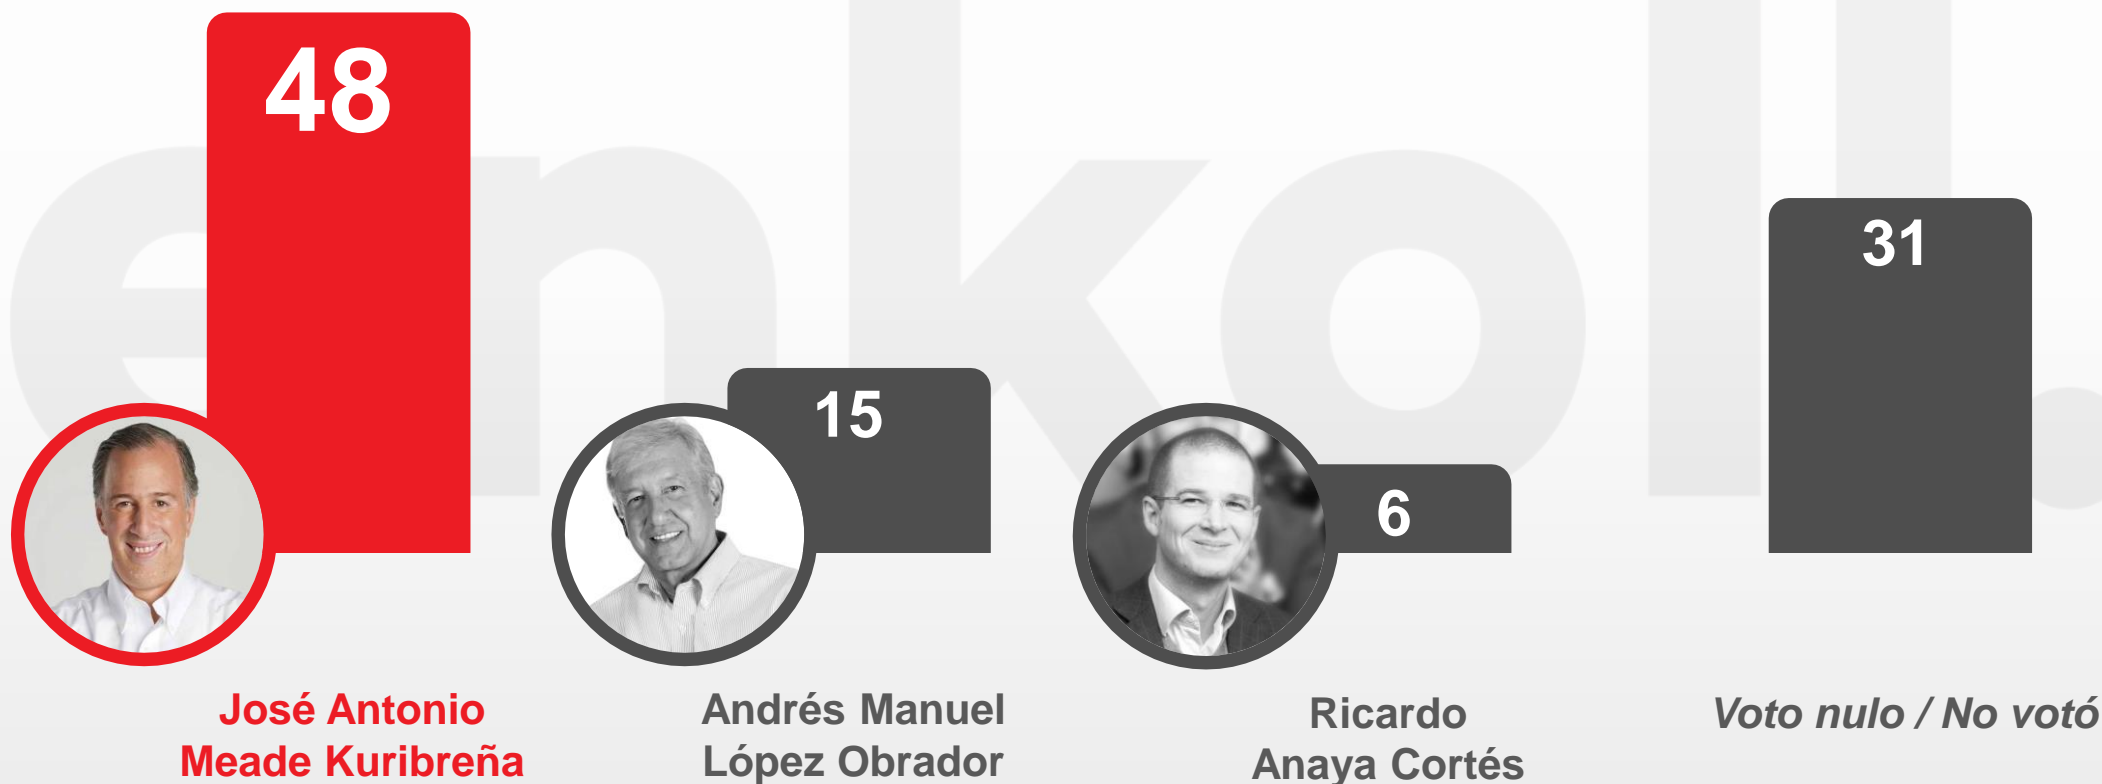 48
15
6
31
enkoll.
José Antonio
Meade Kuribreña
Andrés Manuel
López Obrador
Ricardo
Anaya Cortés
Voto nulo / No votó